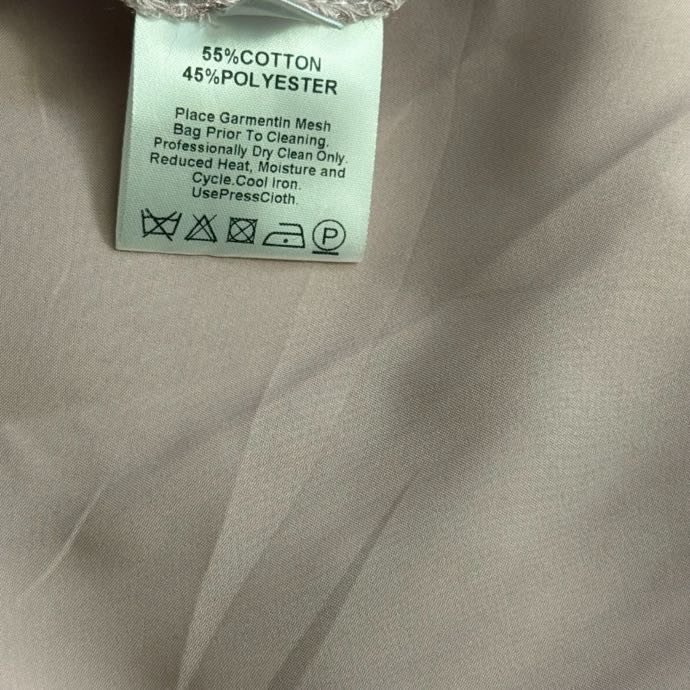 55%COTTON
45%POLYESTER
Place Garmentin Mesh
Bag Prior To Cleaning.
Professionally Dry Clean Only.
Reduced Heat, Moisture and
Cycle.Cool Iron.
UsePressCloth.
P